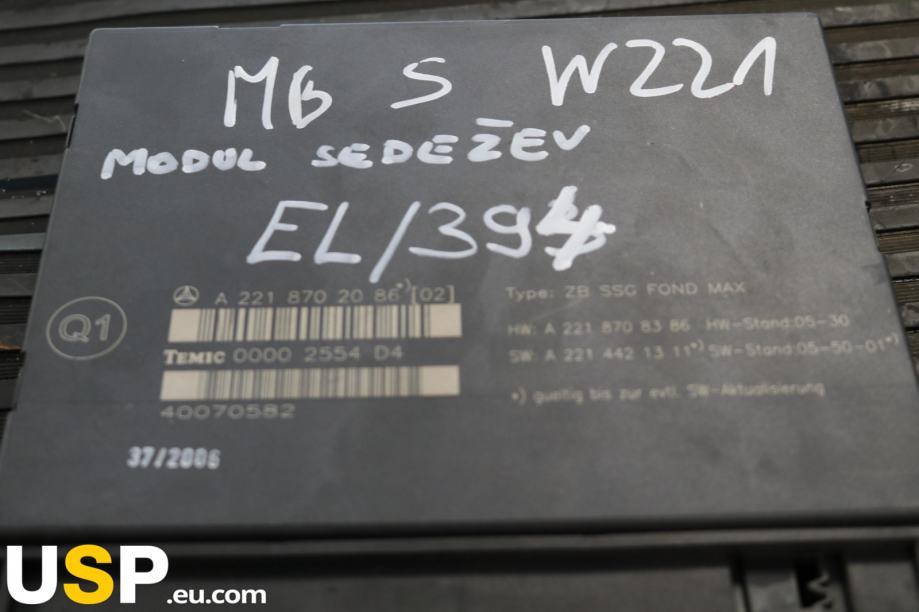 MB S W221
MODUL SEDEŽEV
EL/394
A 221 870 20 86*) [02]
Type: ZB SSG FOND MAX
Q1
HW: A 221 870 83 86 HW-Stand:05-30
TEMIC 0000 2554 D4
SW: A 221 442 13 11*) SW-Stand:05-50-01*)
*) gueltig bis zur evtl. SW-Aktualisierung
40070582
37/2006
USP.eu.com